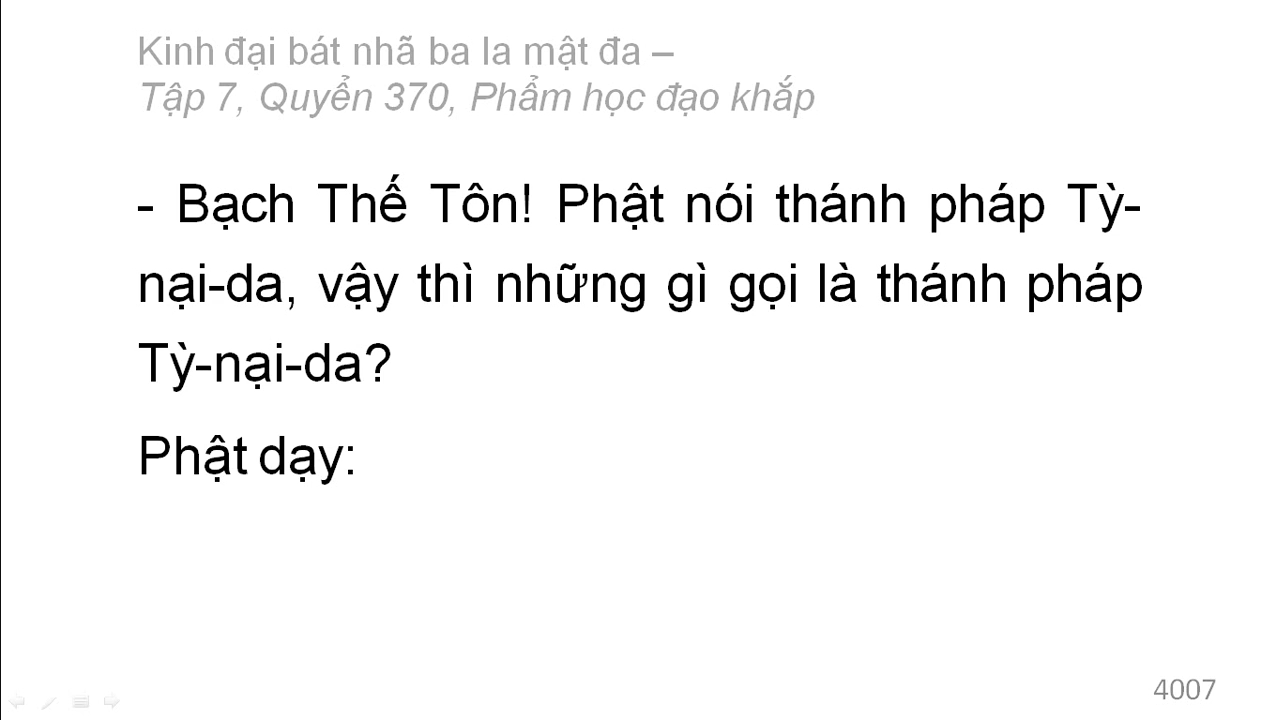 Kinh đại bát nhã ba la mật đa –
Tập 7, Quyển 370, Phẩm học đạo khắp
- Bạch Thế Tôn! Phật nói thánh pháp Tỳ-
nại-da, vậy thì những gì gọi là thánh pháp
Tỳ-nại-da?
Phật dạy:
4007